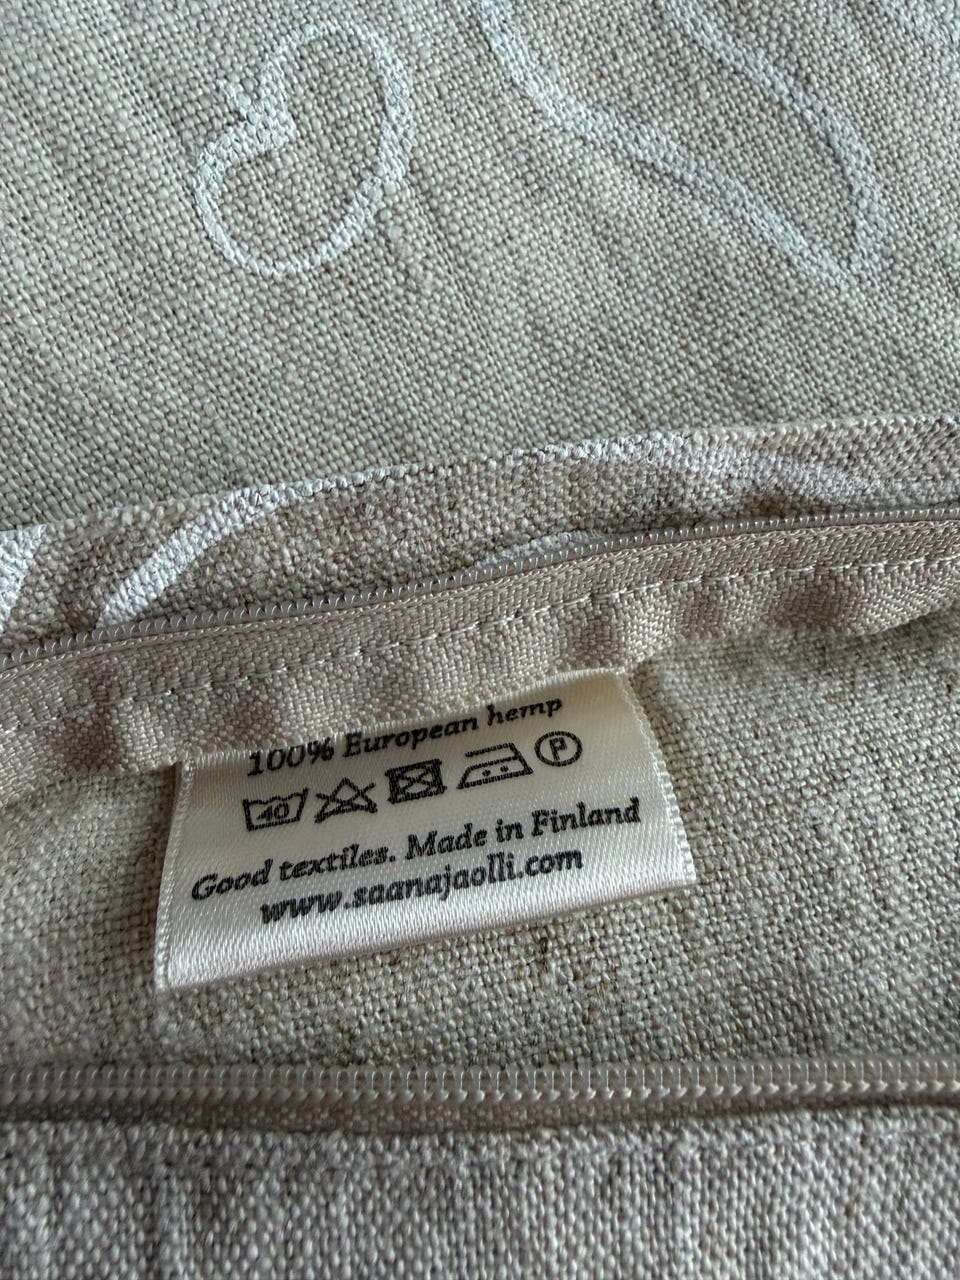 100% European hemp
40 P
Good textiles. Made in Finland
www.saanajaolli.com